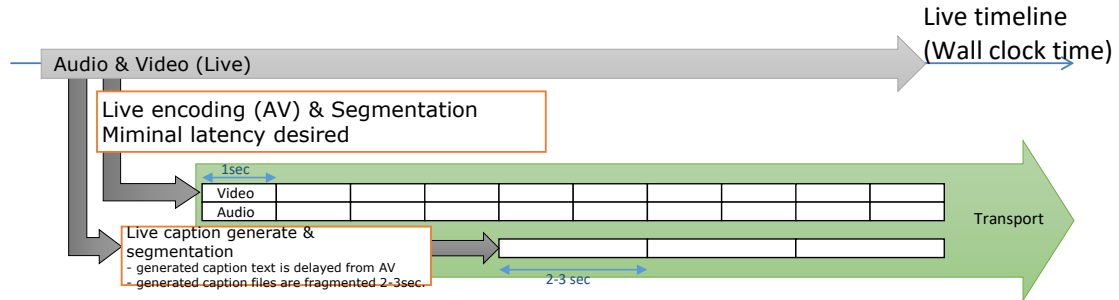 Live timeline
(Wall clock time)
Audio & Video (Live)
Live encoding (AV) & Segmentation
Miminal latency desired
1sec
Video
Audio
Transport
Live caption generate &
segmentation
- generated caption text is delayed from AV
- generated caption files are fragmented 2-3sec.
2-3 sec